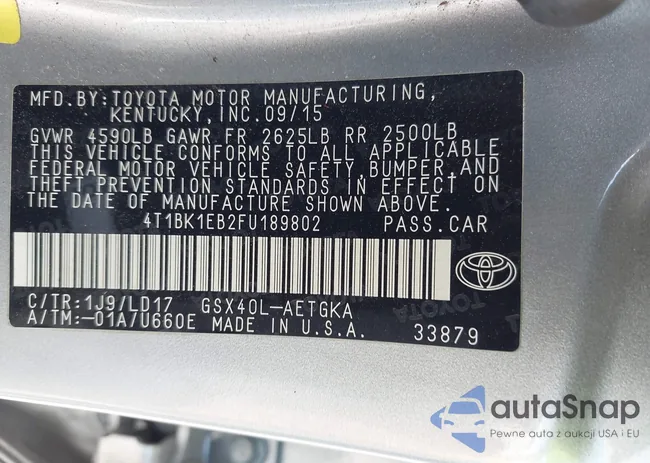 MFD.BY:TOYOTA MOTOR MANUFACTURING,
KENTUCKY,INC.09/15
GVWR 4590LB GAWR FR 2625LB RR 2500LB
THIS VEHICLE CONFORMS TO ALL APPLICABLE
FEDERAL MOTOR VEHICLE SAFETY,BUMPER,AND
THEFT PREVENTION STANDARDS IN EFFECT ON
THE DATE OF MANUFACTURE SHOWN ABOVE.
4T1BK1EB2FU189802 PASS.CAR
C/TR:1J9/LD17 GSX40L-AETGKA
A/TM:-01A/U660E MADE IN U.S.A. 33879
autaSnap
Pewne auta z aukcji USA i EU